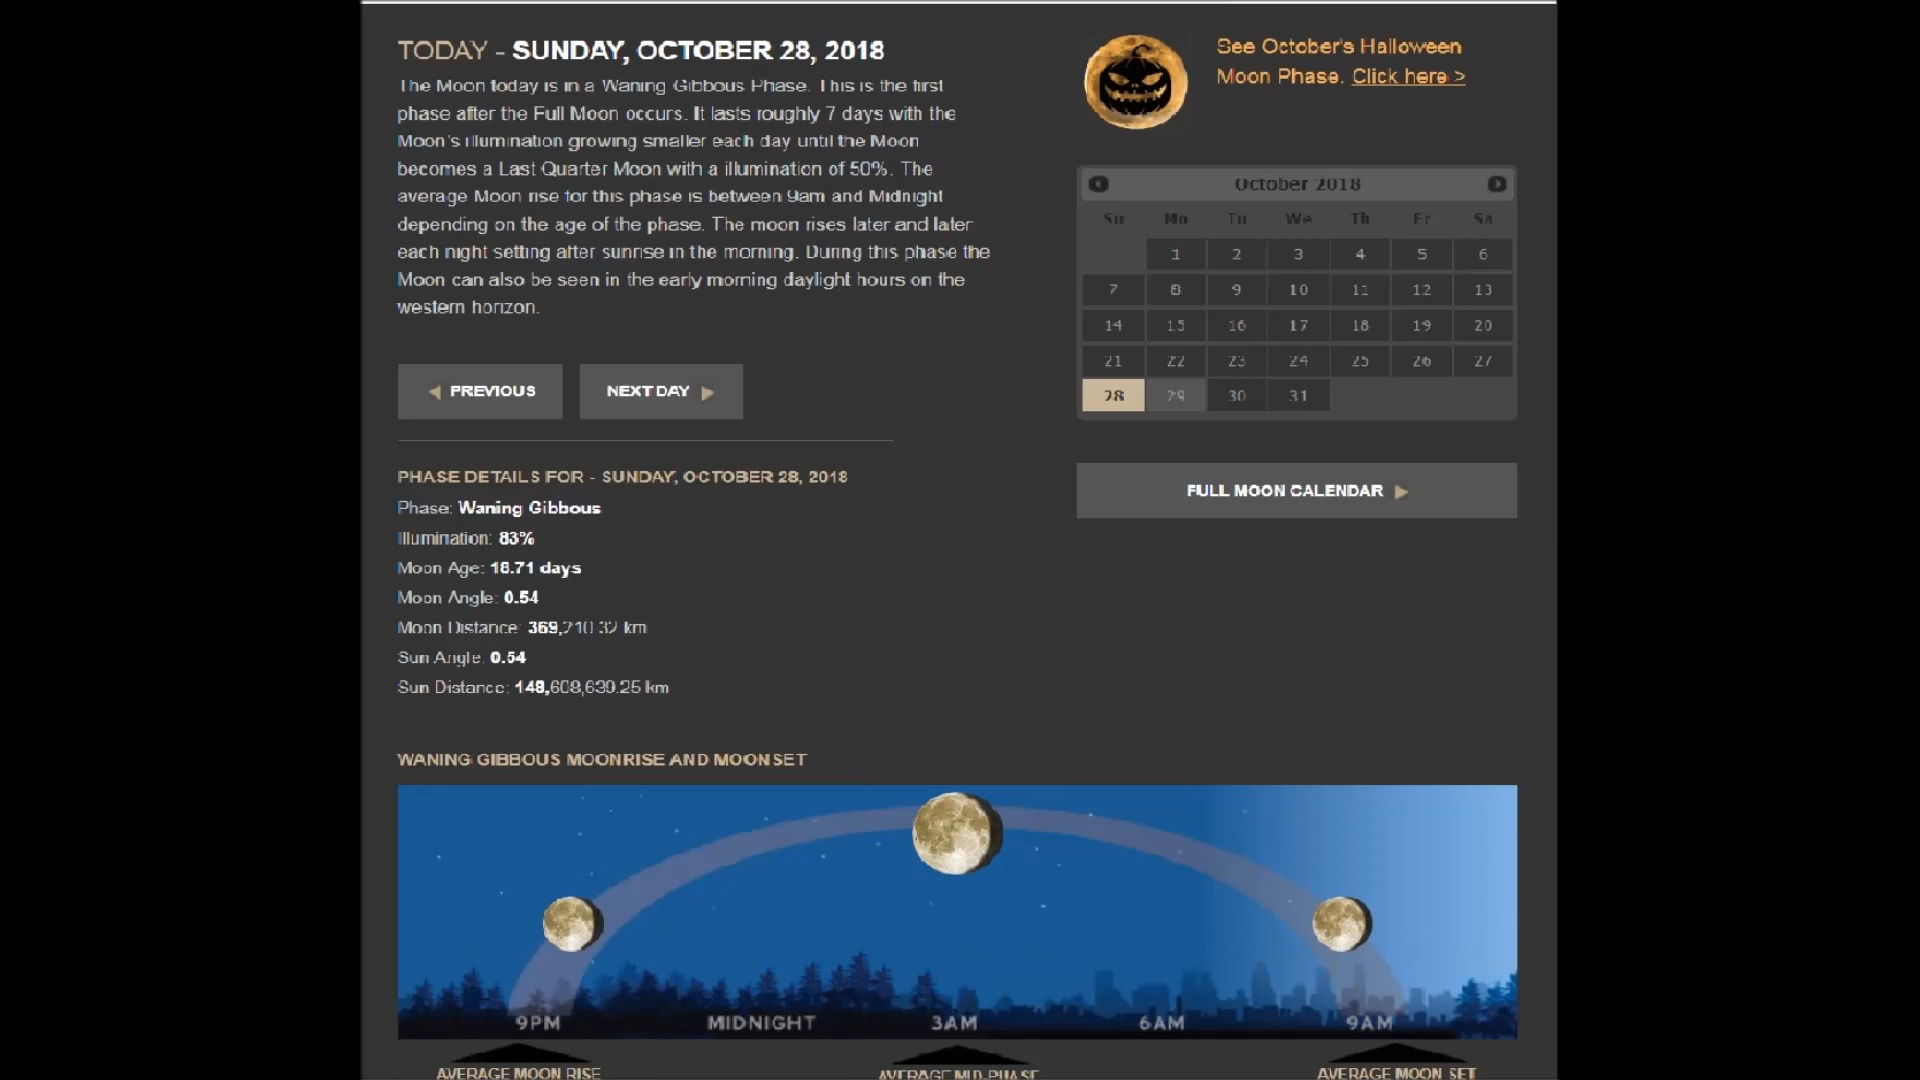 TODAY - SUNDAY, OCTOBER 28, 2018
The Moon today is in a Waning Gibbous Phase. This is the first
phase after the Full Moon occurs. It lasts roughly 7 days with the
Moon's illumination growing smaller each day until the Moon
becomes a Last Quarter Moon with a illumination of 50%. The
average Moon rise for this phase is between 9am and Midnight
depending on the age of the phase. The moon rises later and later
each night setting after sunrise in the morning. During this phase the
Moon can also be seen in the early morning daylight hours on the
western horizon.
PREVIOUS
NEXT DAY
PHASE DETAILS FOR - SUNDAY, OCTOBER 28, 2018
Phase: Waning Gibbous
Illumination: 83%
Moon Age: 18.71 days
Moon Angle: 0.54
Moon Distance: 369,210.32 km
Sun Angle: 0.54
Sun Distance: 148,608,639.25 km
See October's Halloween
Moon Phase. Click here >
October 2018
Su Mo Tu We Th Fr Sa
1 2 3 4 5 6
7 8 9 10 11 12 13
14 15 16 17 18 19 20
21 22 23 24 25 26 27
28 29 30 31
FULL MOON CALENDAR
WANING GIBBOUS MOONRISE AND MOONSET
9PM MIDNIGHT 3AM 6AM 9AM
AVERAGE MOON RISE AVERAGE MID-PHASE AVERAGE MOON SET